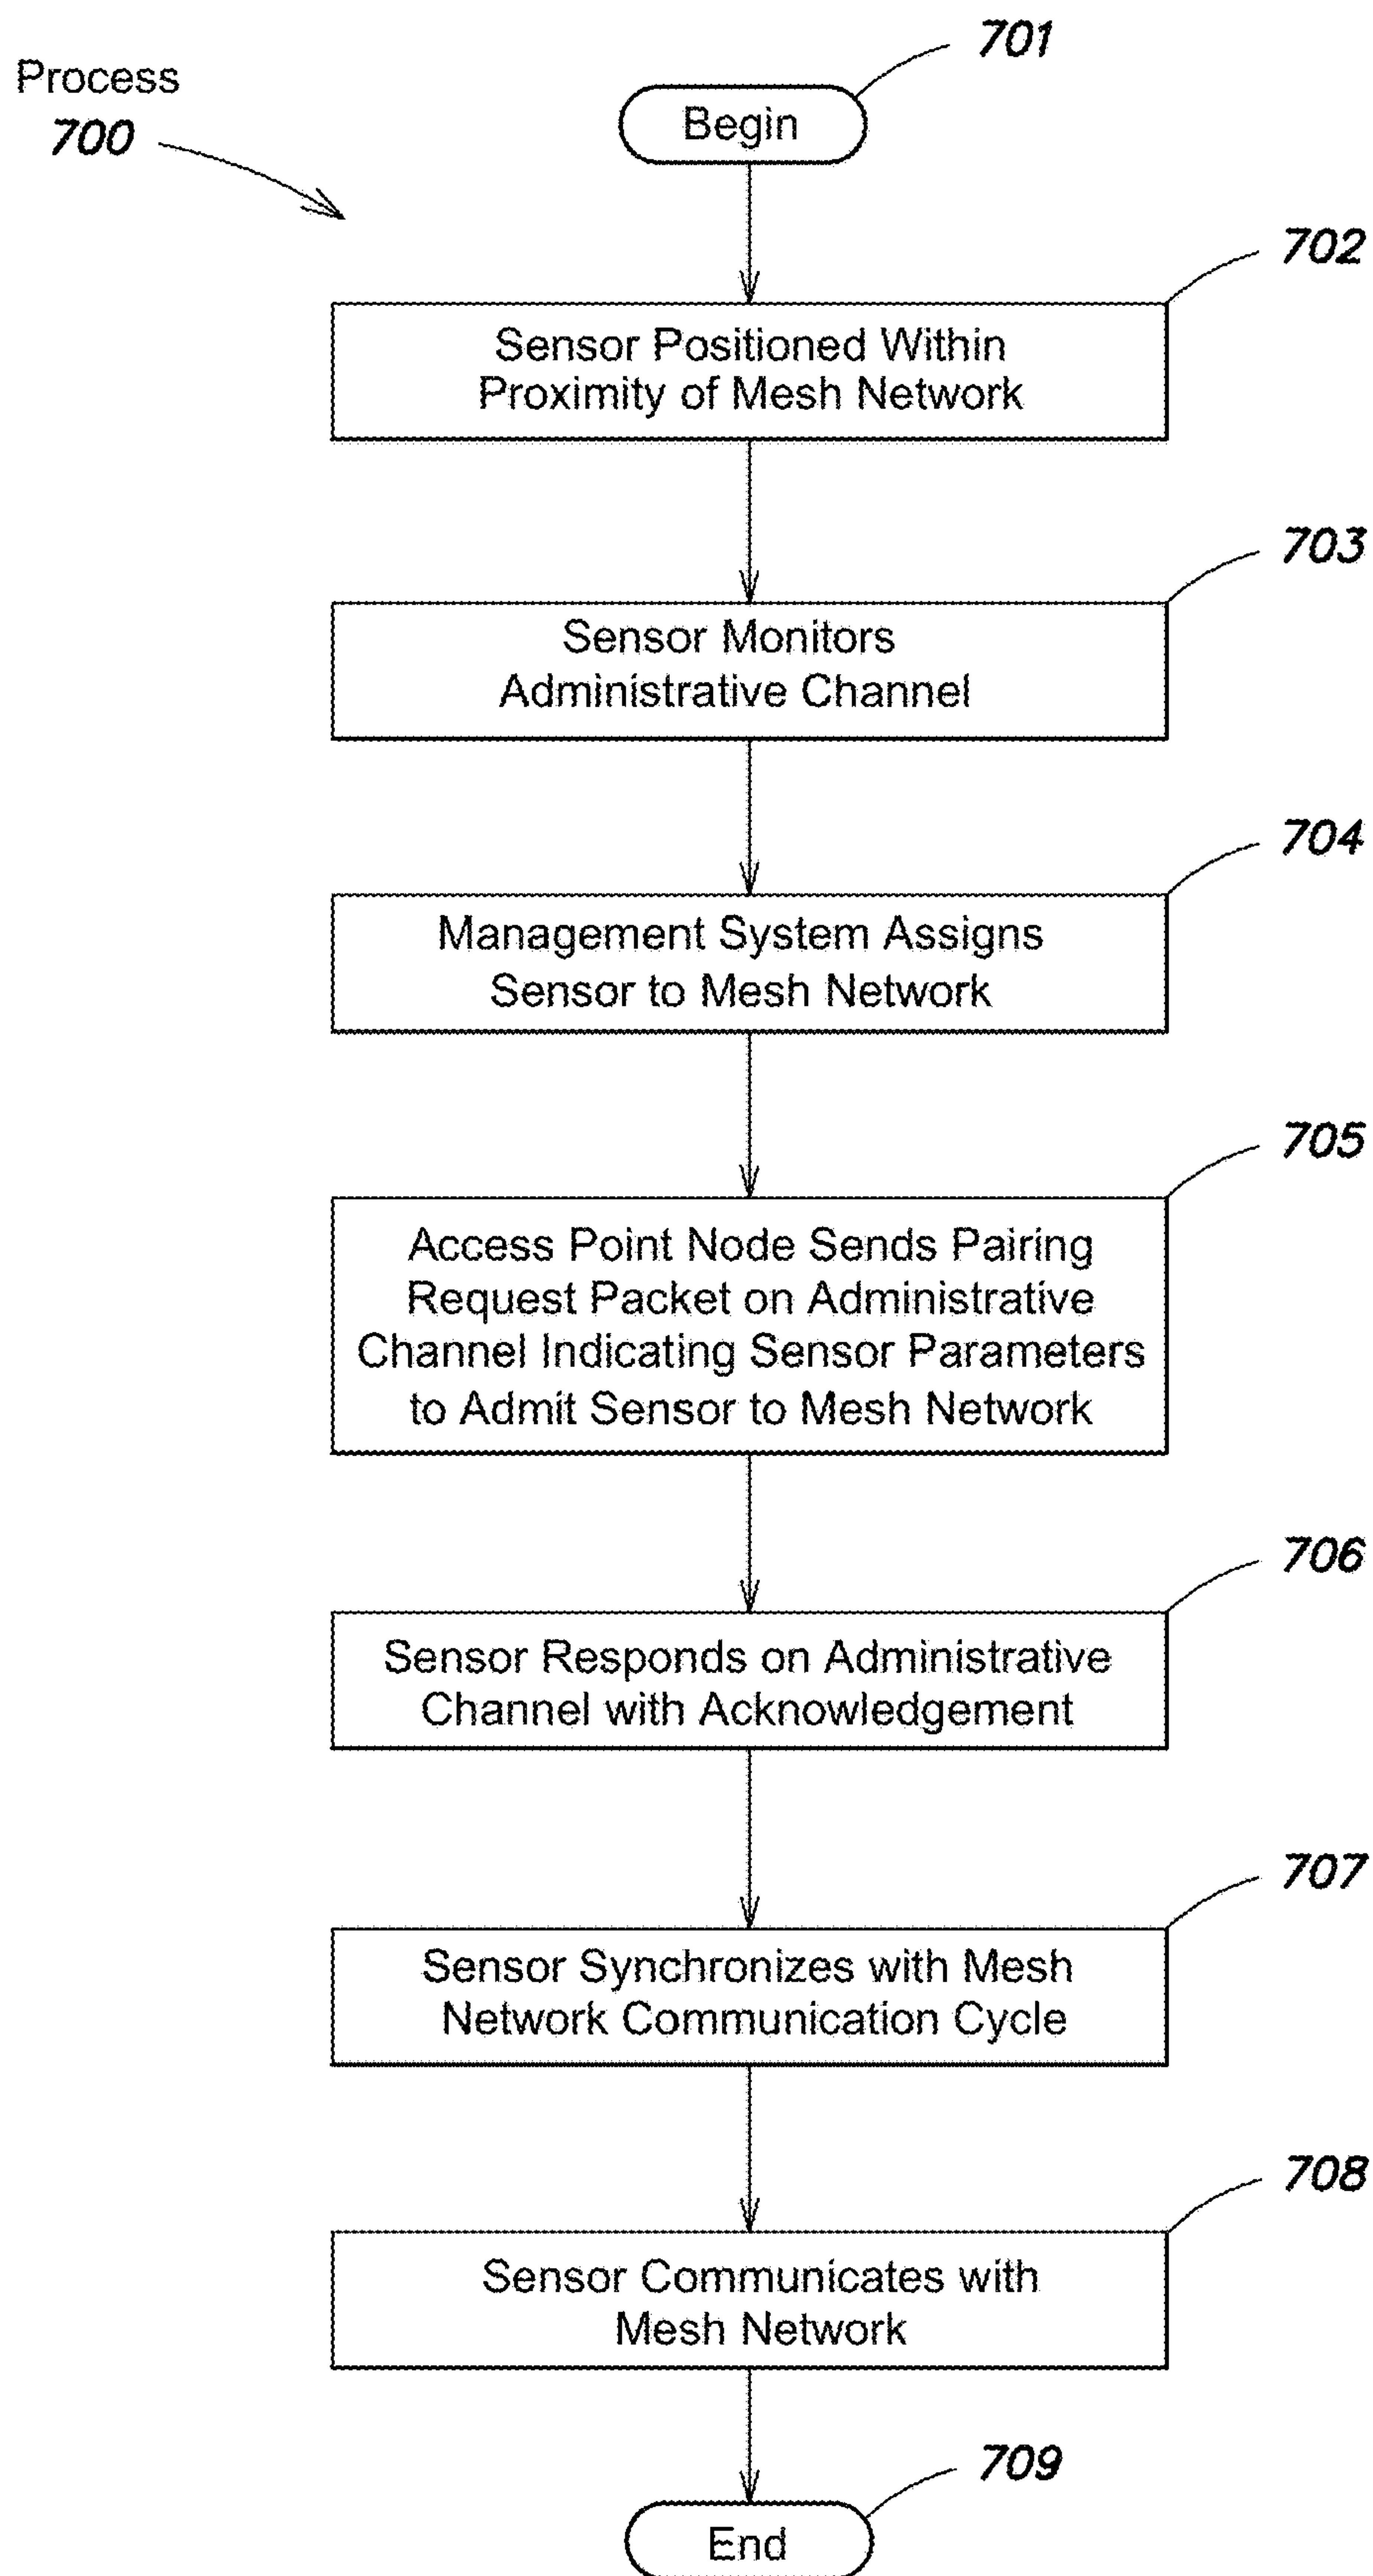 701
Process
700
Begin
702
Sensor Positioned Within
Proximity of Mesh Network
703
Sensor Monitors
Administrative Channel
704
Management System Assigns
Sensor to Mesh Network
705
Access Point Node Sends Pairing
Request Packet on Administrative
Channel Indicating Sensor Parameters
to Admit Sensor to Mesh Network
706
Sensor Responds on Administrative
Channel with Acknowledgement
707
Sensor Synchronizes with Mesh
Network Communication Cycle
708
Sensor Communicates with
Mesh Network
709
End